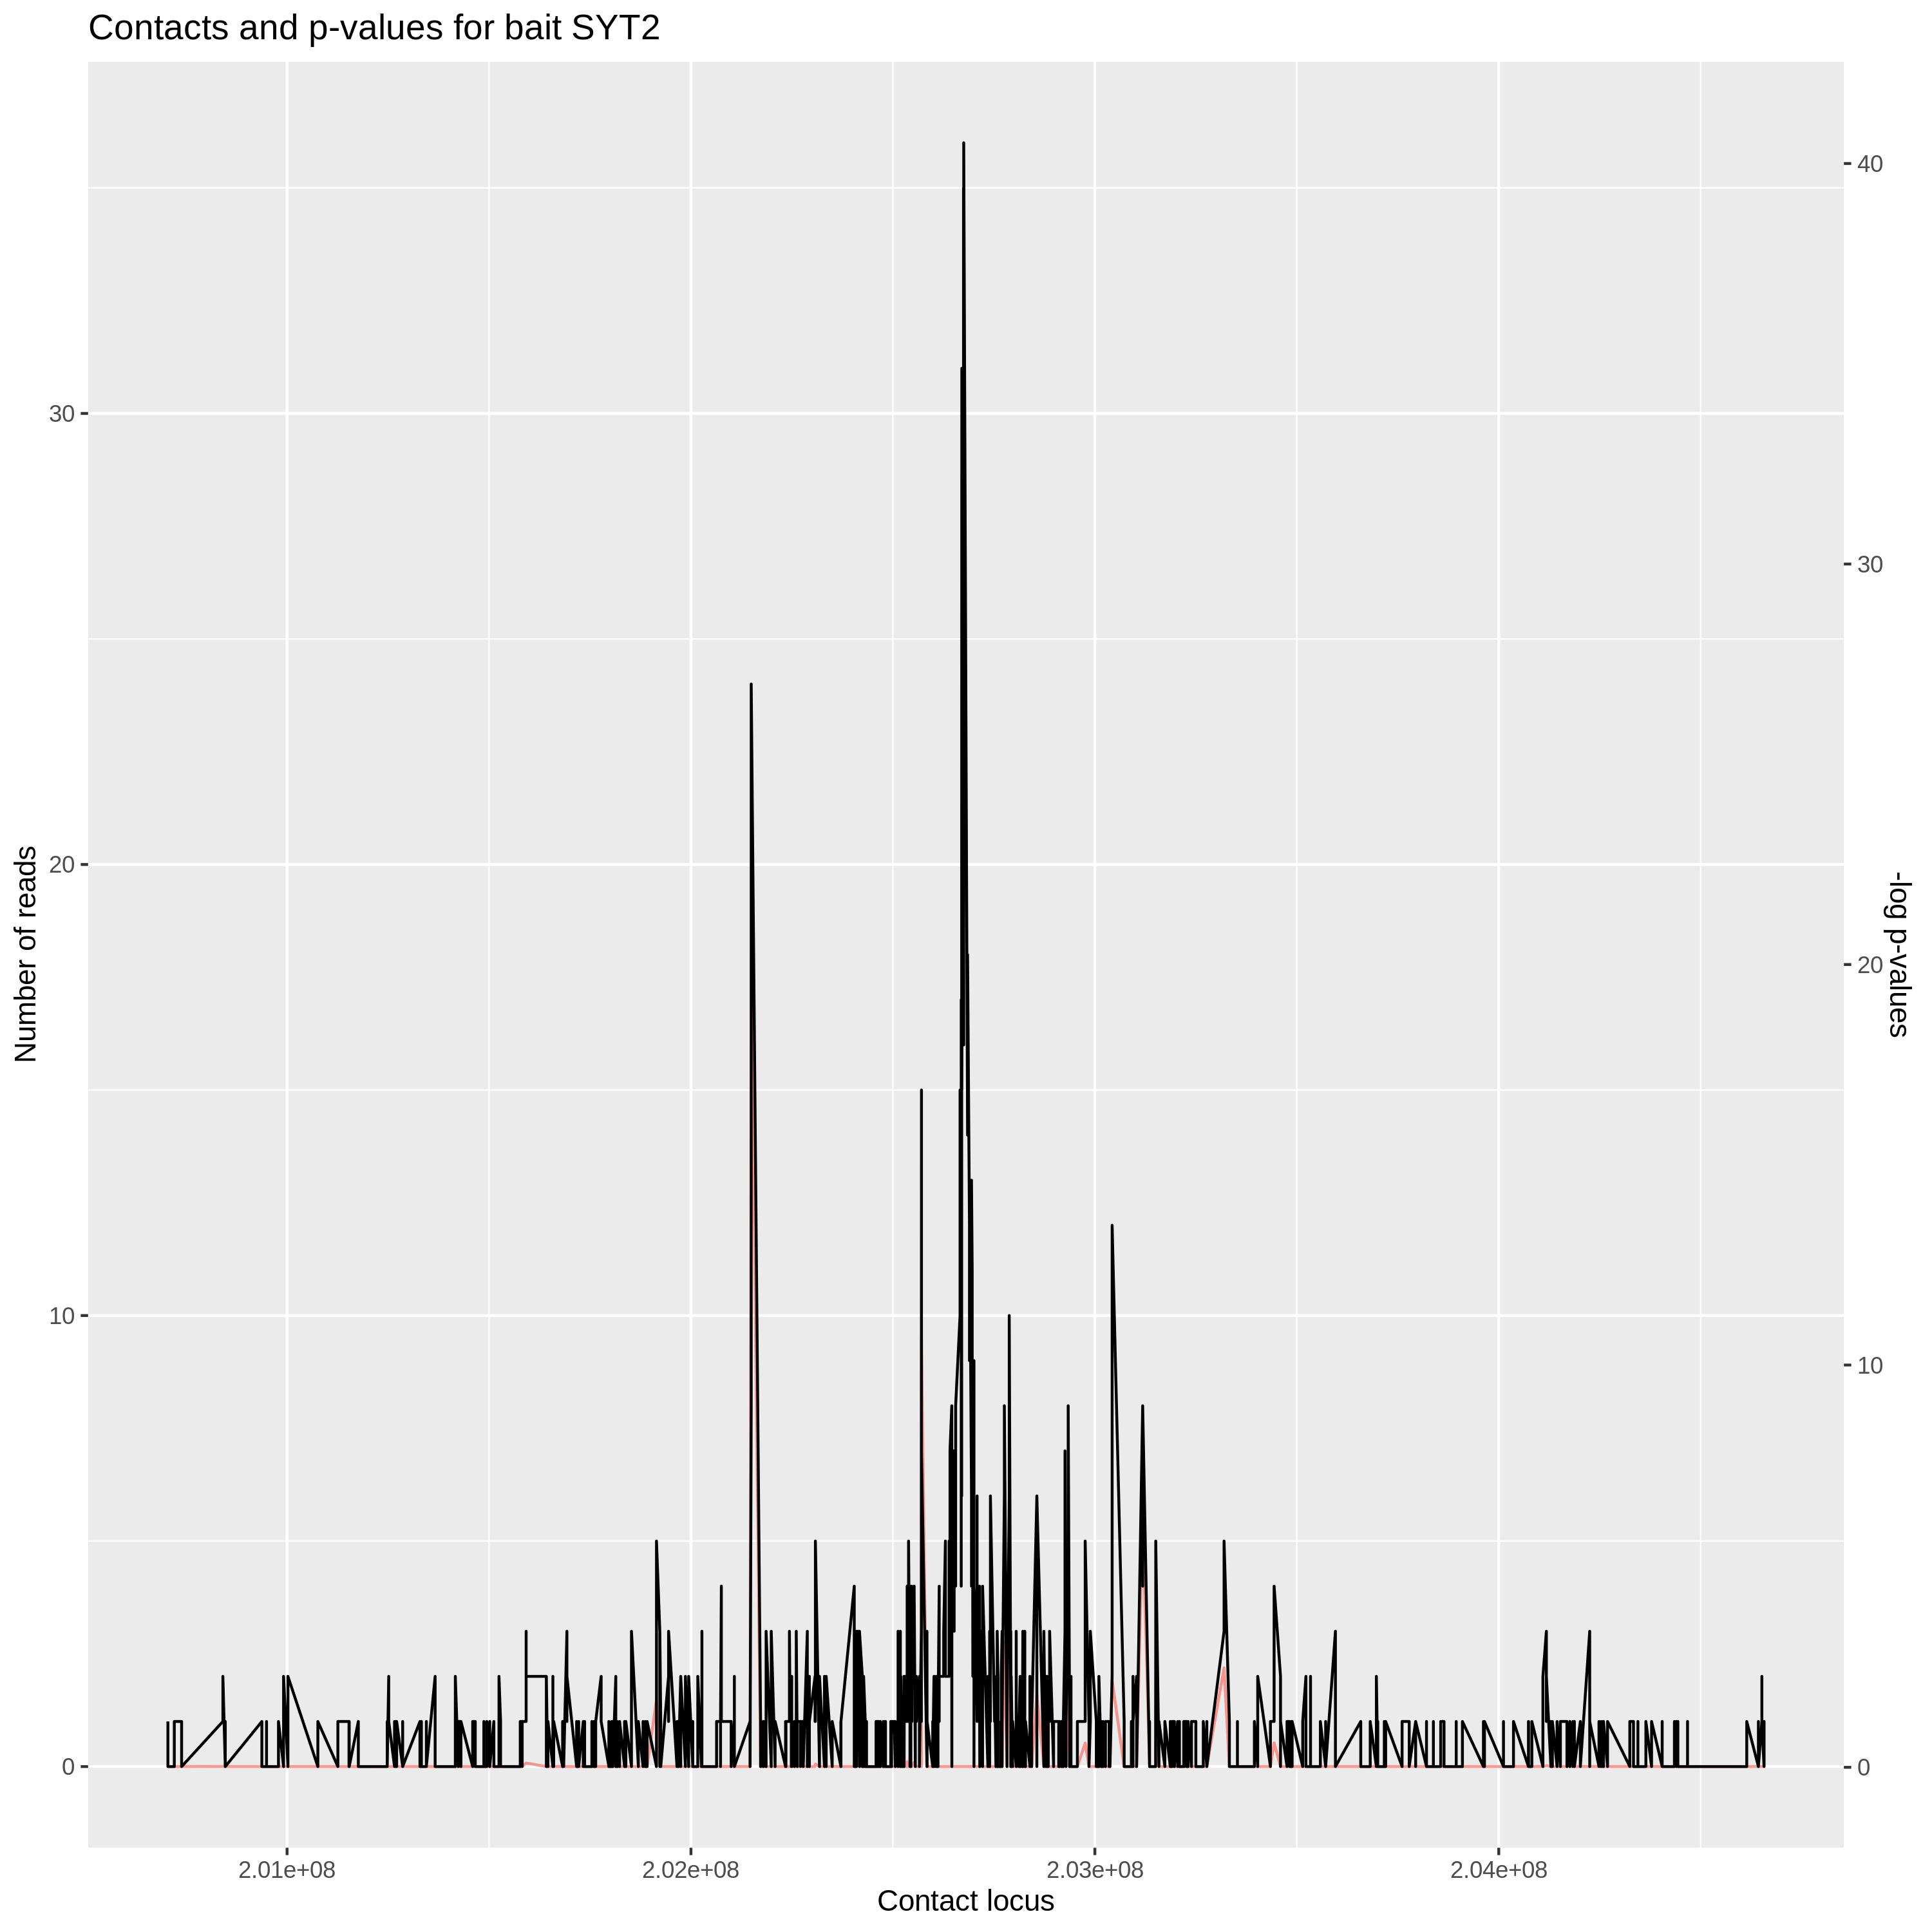 Contacts and p-values for bait SYT2
40
30
30
20
20
10
10
0
0
Number of reads
-log p-values
2.01e+08
2.02e+08
2.03e+08
2.04e+08
Contact locus